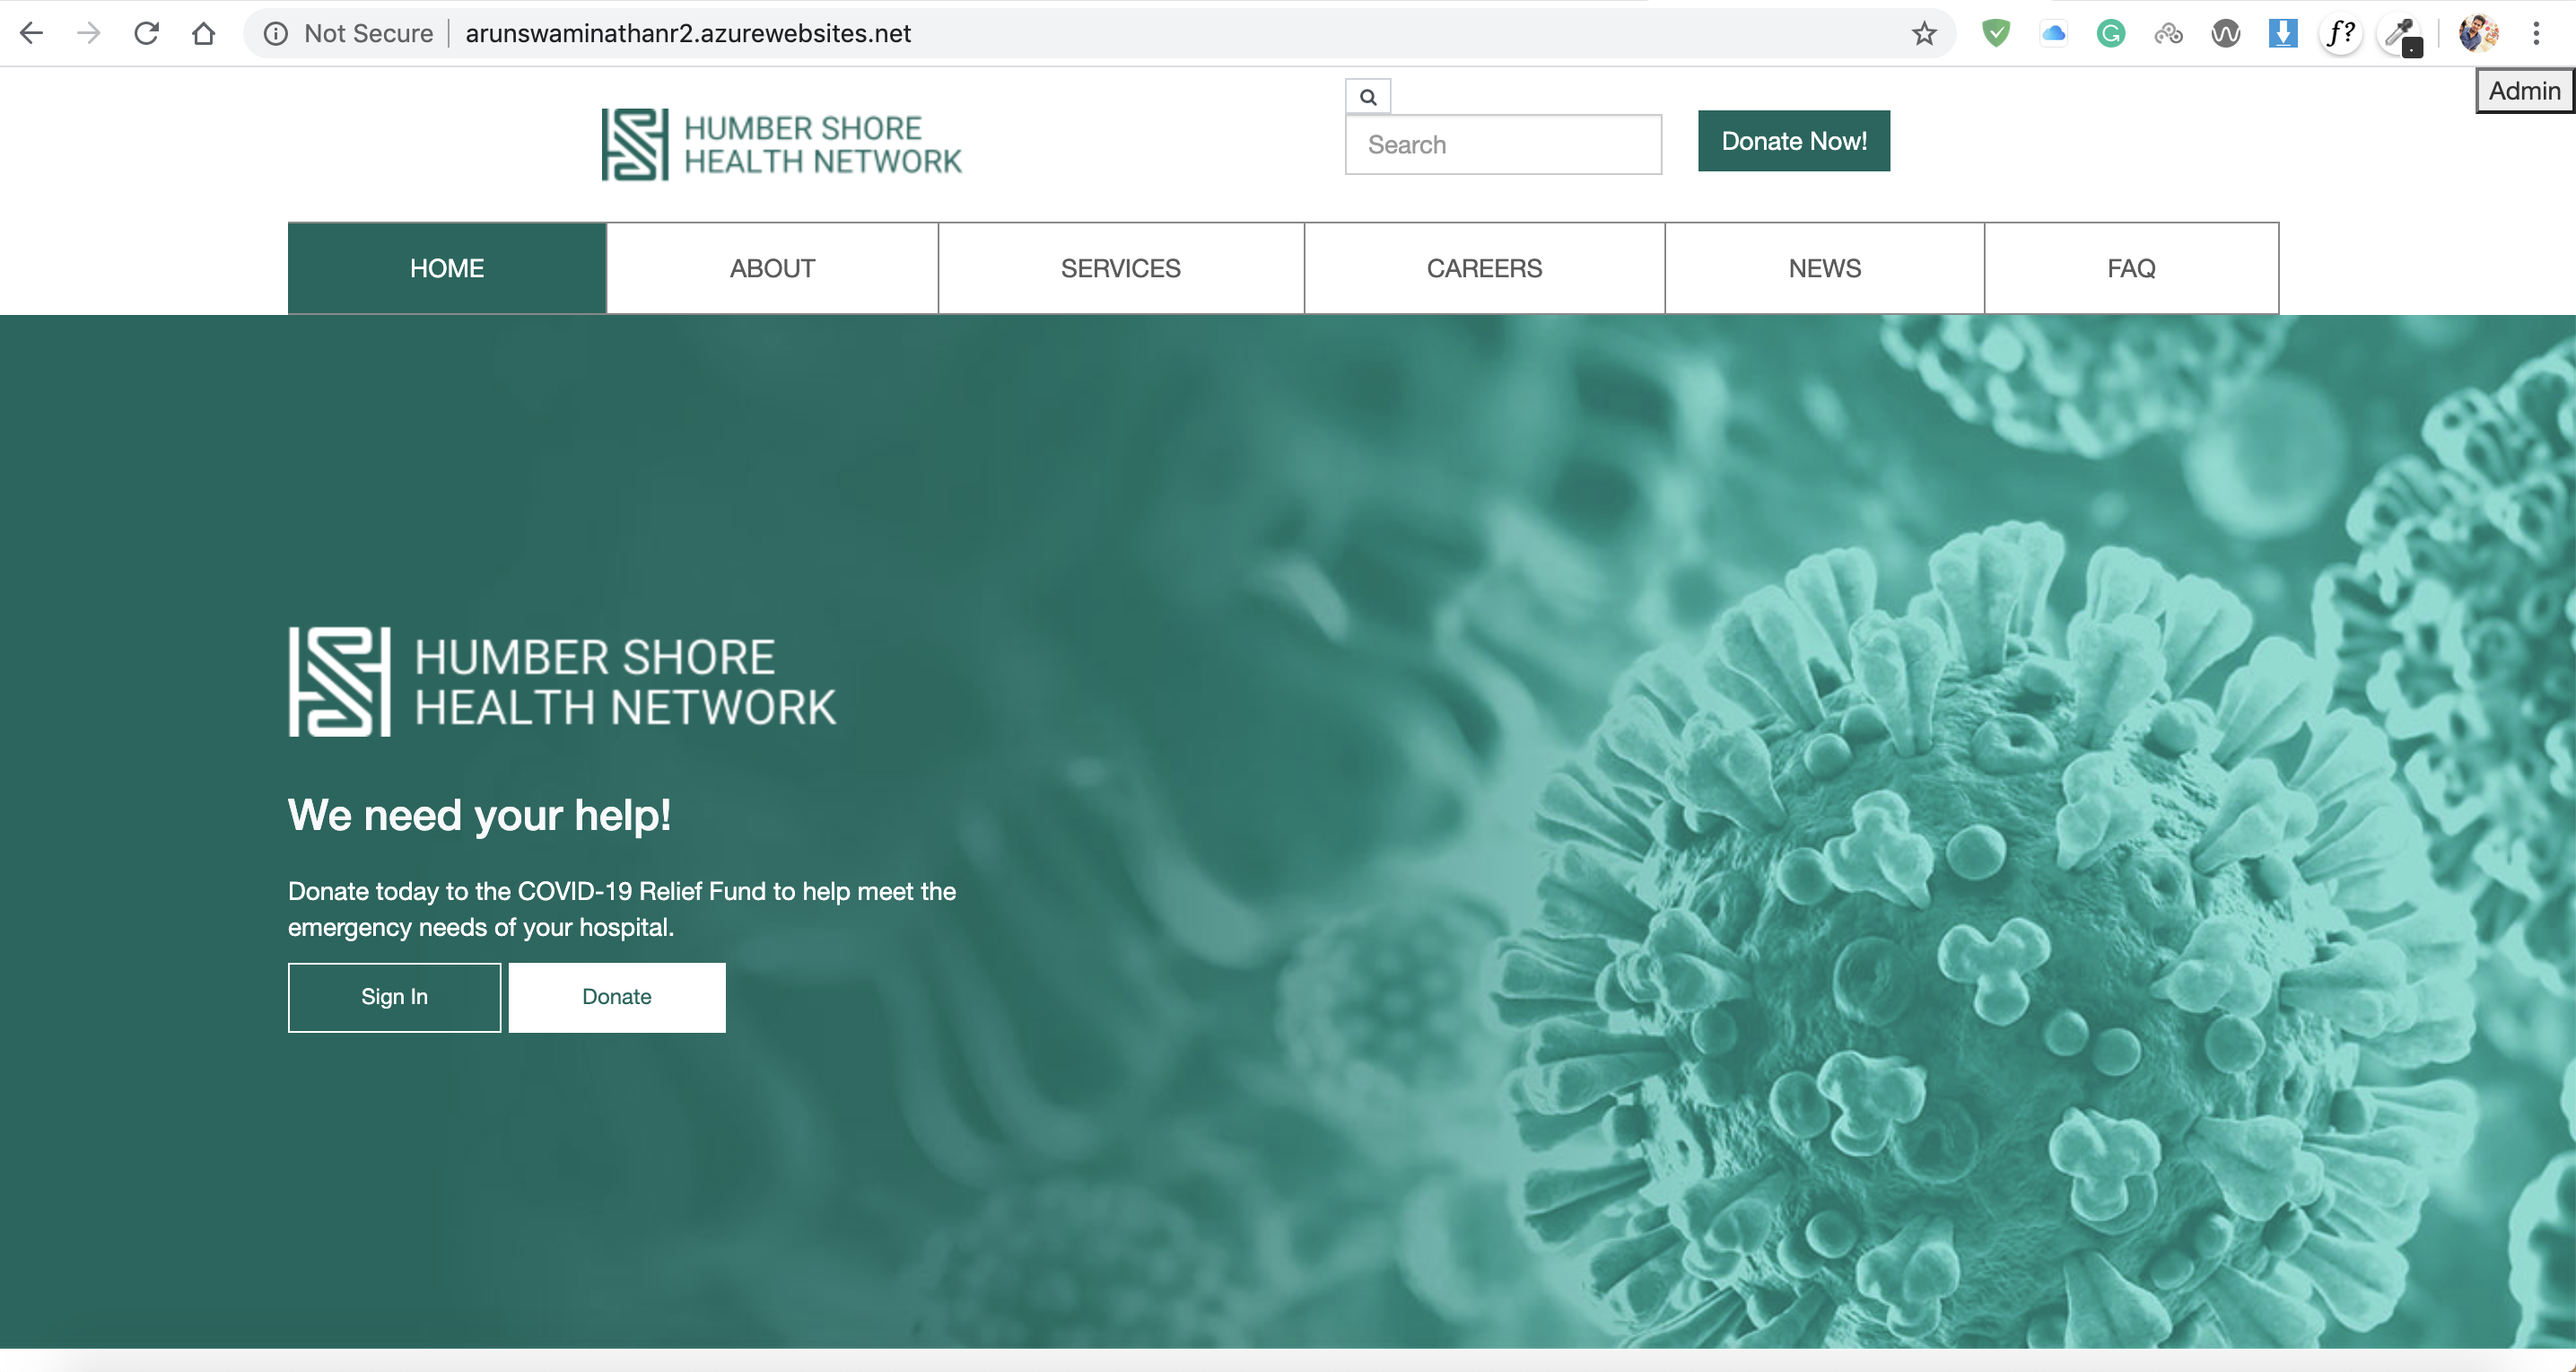 Not Secure arunswaminathanr2.azurewebsites.net
f?
Admin
HUMBER SHORE
HEALTH NETWORK
Search
Donate Now!
HOME ABOUT SERVICES CAREERS NEWS FAQ
HUMBER SHORE
HEALTH NETWORK
We need your help!
Donate today to the COVID-19 Relief Fund to help meet the
emergency needs of your hospital.
Sign In Donate